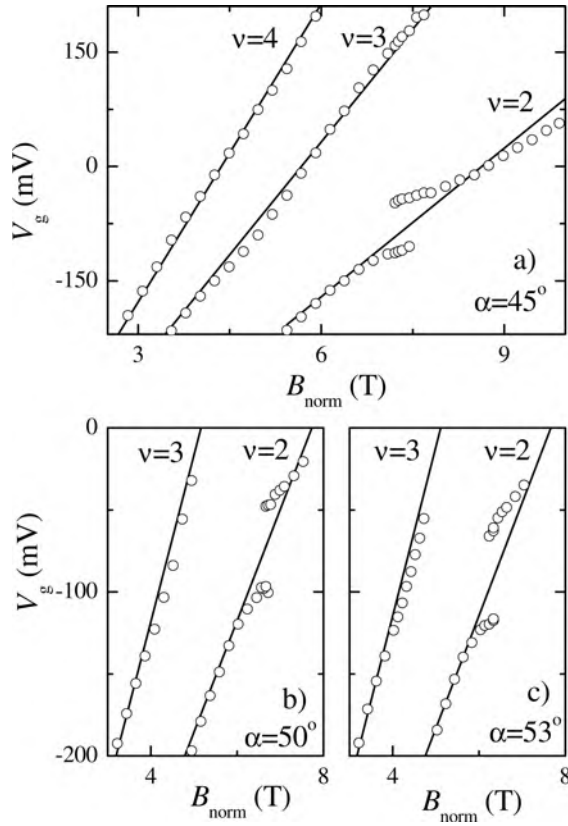 150
0
-150
V_g (mV)
ν=4
ν=3
ν=2
a)
α=45°
3
6
9
B_norm (T)
0
-100
-200
V_g (mV)
ν=3
ν=2
b)
α=50°
4
8
B_norm (T)
ν=3
ν=2
c)
α=53°
4
8
B_norm (T)